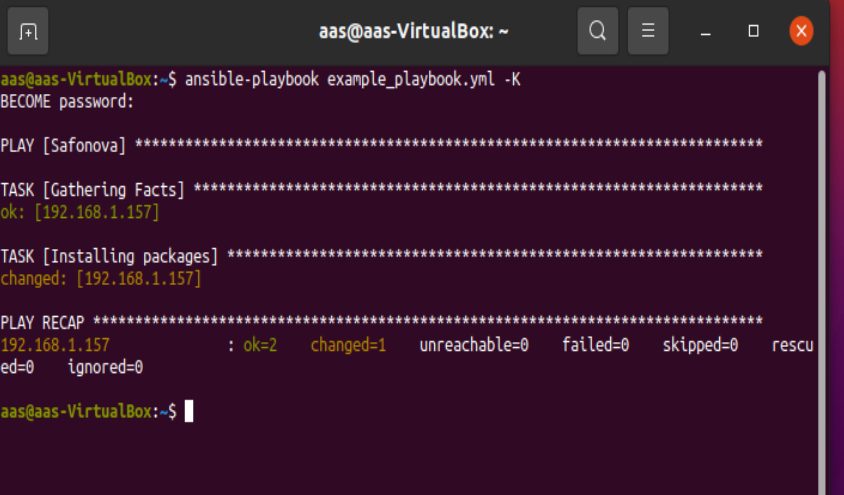 aas@aas-VirtualBox: ~
aas@aas-VirtualBox:~$ ansible-playbook example_playbook.yml -K
BECOME password:
PLAY [Safonova] ***************************************************************************
TASK [Gathering Facts] ********************************************************************
ok: [192.168.1.157]
TASK [Installing packages] ****************************************************************
changed: [192.168.1.157]
PLAY RECAP ********************************************************************************
192.168.1.157              : ok=2    changed=1    unreachable=0    failed=0    skipped=0    rescu
ed=0    ignored=0
aas@aas-VirtualBox:~$